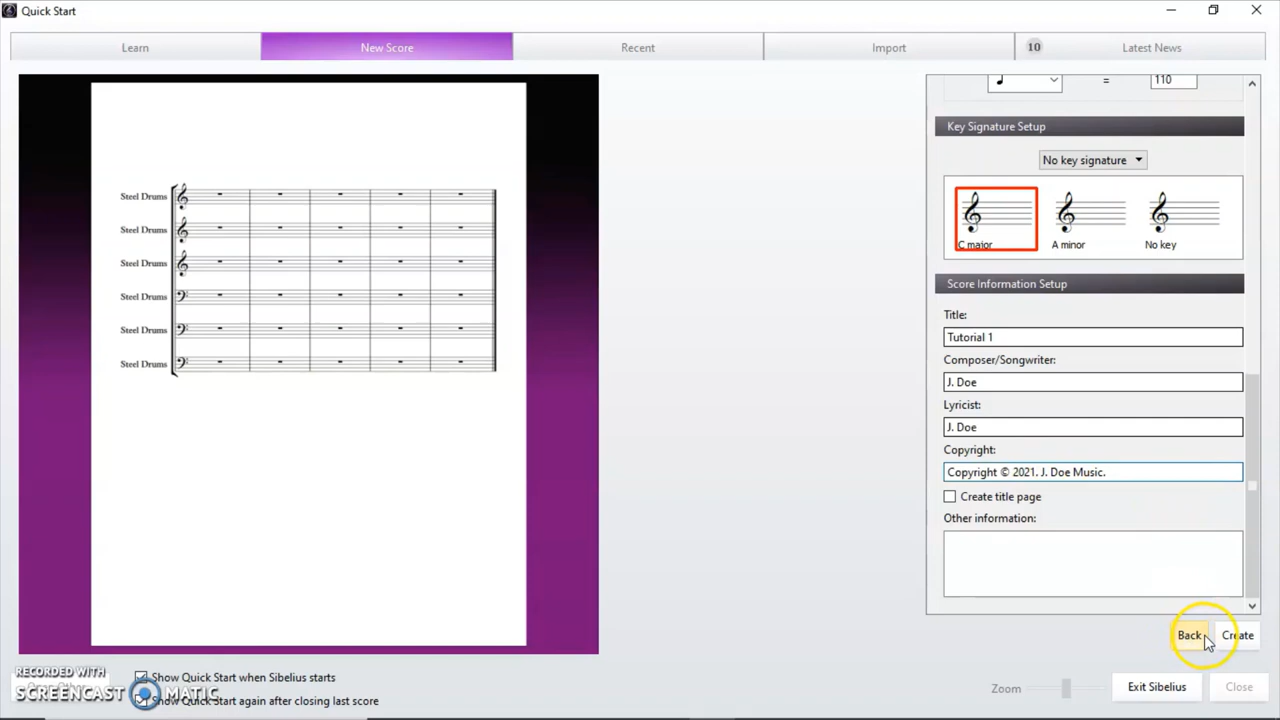 Quick Start
Learn
New Score
Recent
Import
10
Latest News
= 110
Key Signature Setup
No key signature
C major
A minor
No key
Score Information Setup
Title:
Tutorial 1
Composer/Songwriter:
J. Doe
Lyricist:
J. Doe
Copyright:
Copyright © 2021. J. Doe Music.
Create title page
Other information:
Steel Drums
Steel Drums
Steel Drums
Steel Drums
Steel Drums
Steel Drums
Back
Create
Show Quick Start when Sibelius starts
Show Quick Start again after closing last score
Zoom
Exit Sibelius
Close
RECORDED WITH
SCREENCAST MATIC